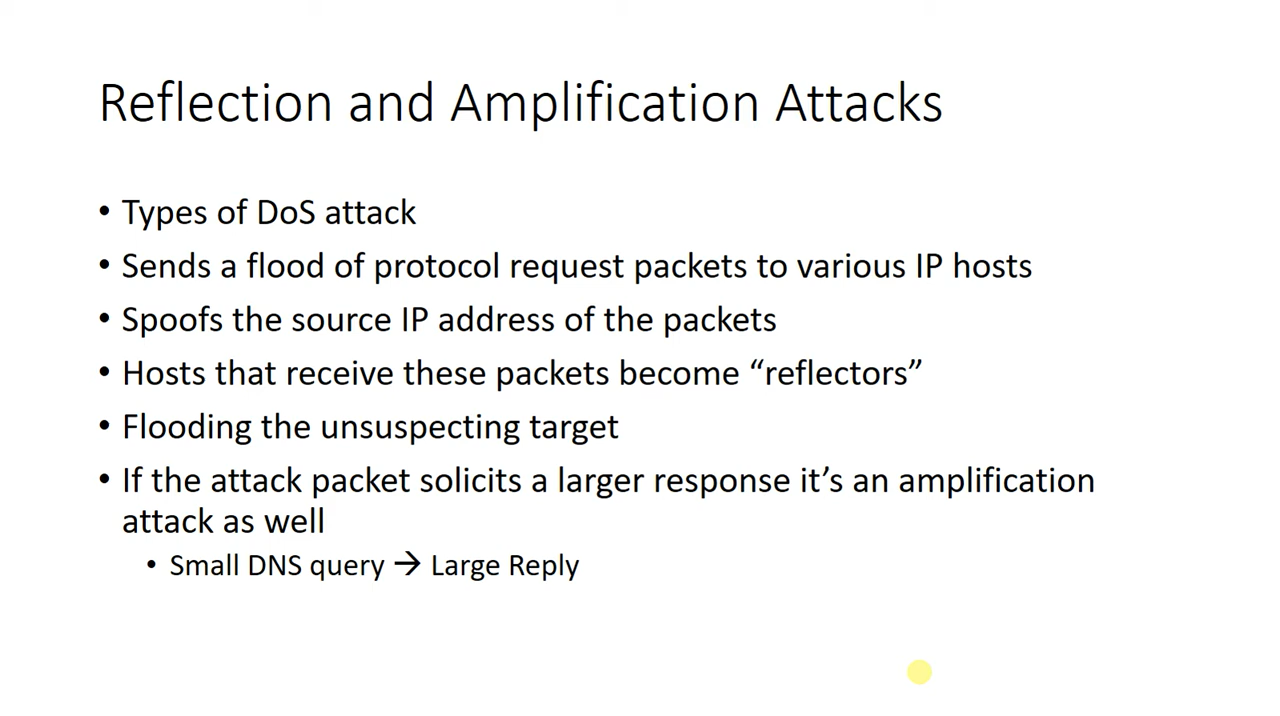 Reflection and Amplification Attacks
• Types of DoS attack
• Sends a flood of protocol request packets to various IP hosts
• Spoofs the source IP address of the packets
• Hosts that receive these packets become “reflectors”
• Flooding the unsuspecting target
• If the attack packet solicits a larger response it’s an amplification
attack as well
• Small DNS query → Large Reply